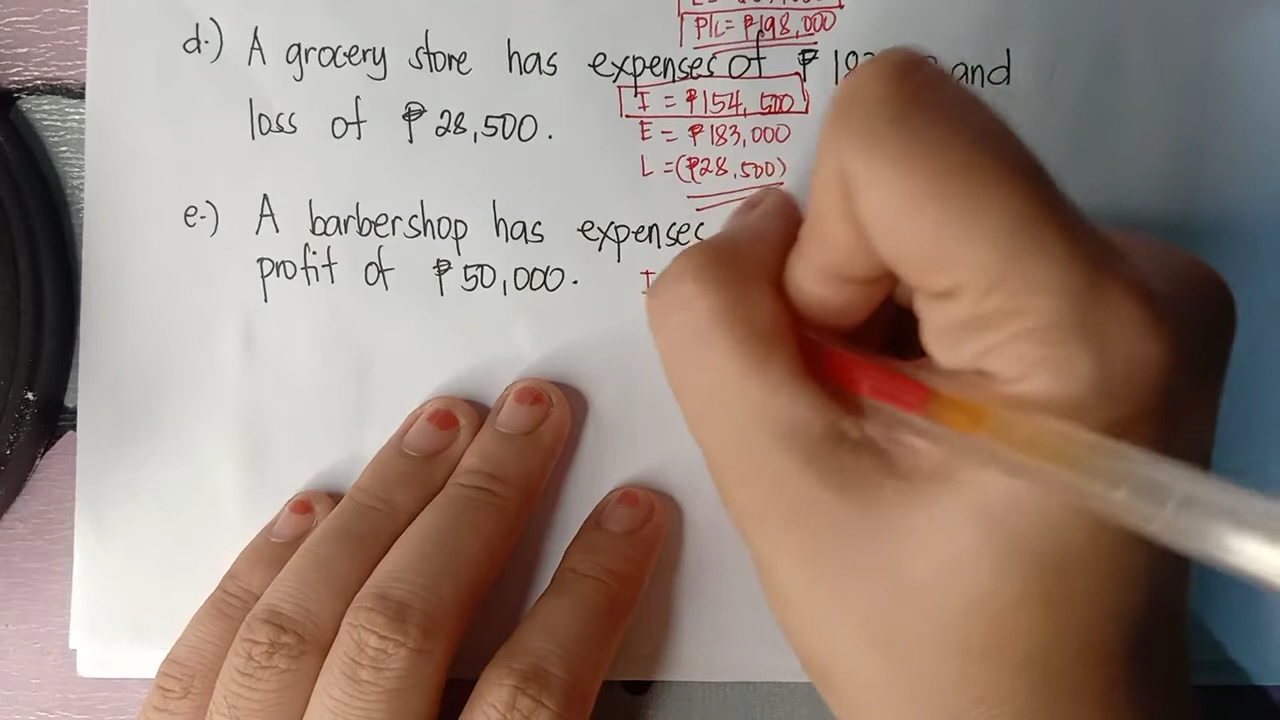 P/L = ₱198,000
d.) A grocery store has expenses of ₱ and
I = ₱154,500
loss of ₱28,500.
E = ₱183,000
L = (₱28,500)
e.) A barbershop has expenses
profit of ₱50,000. I